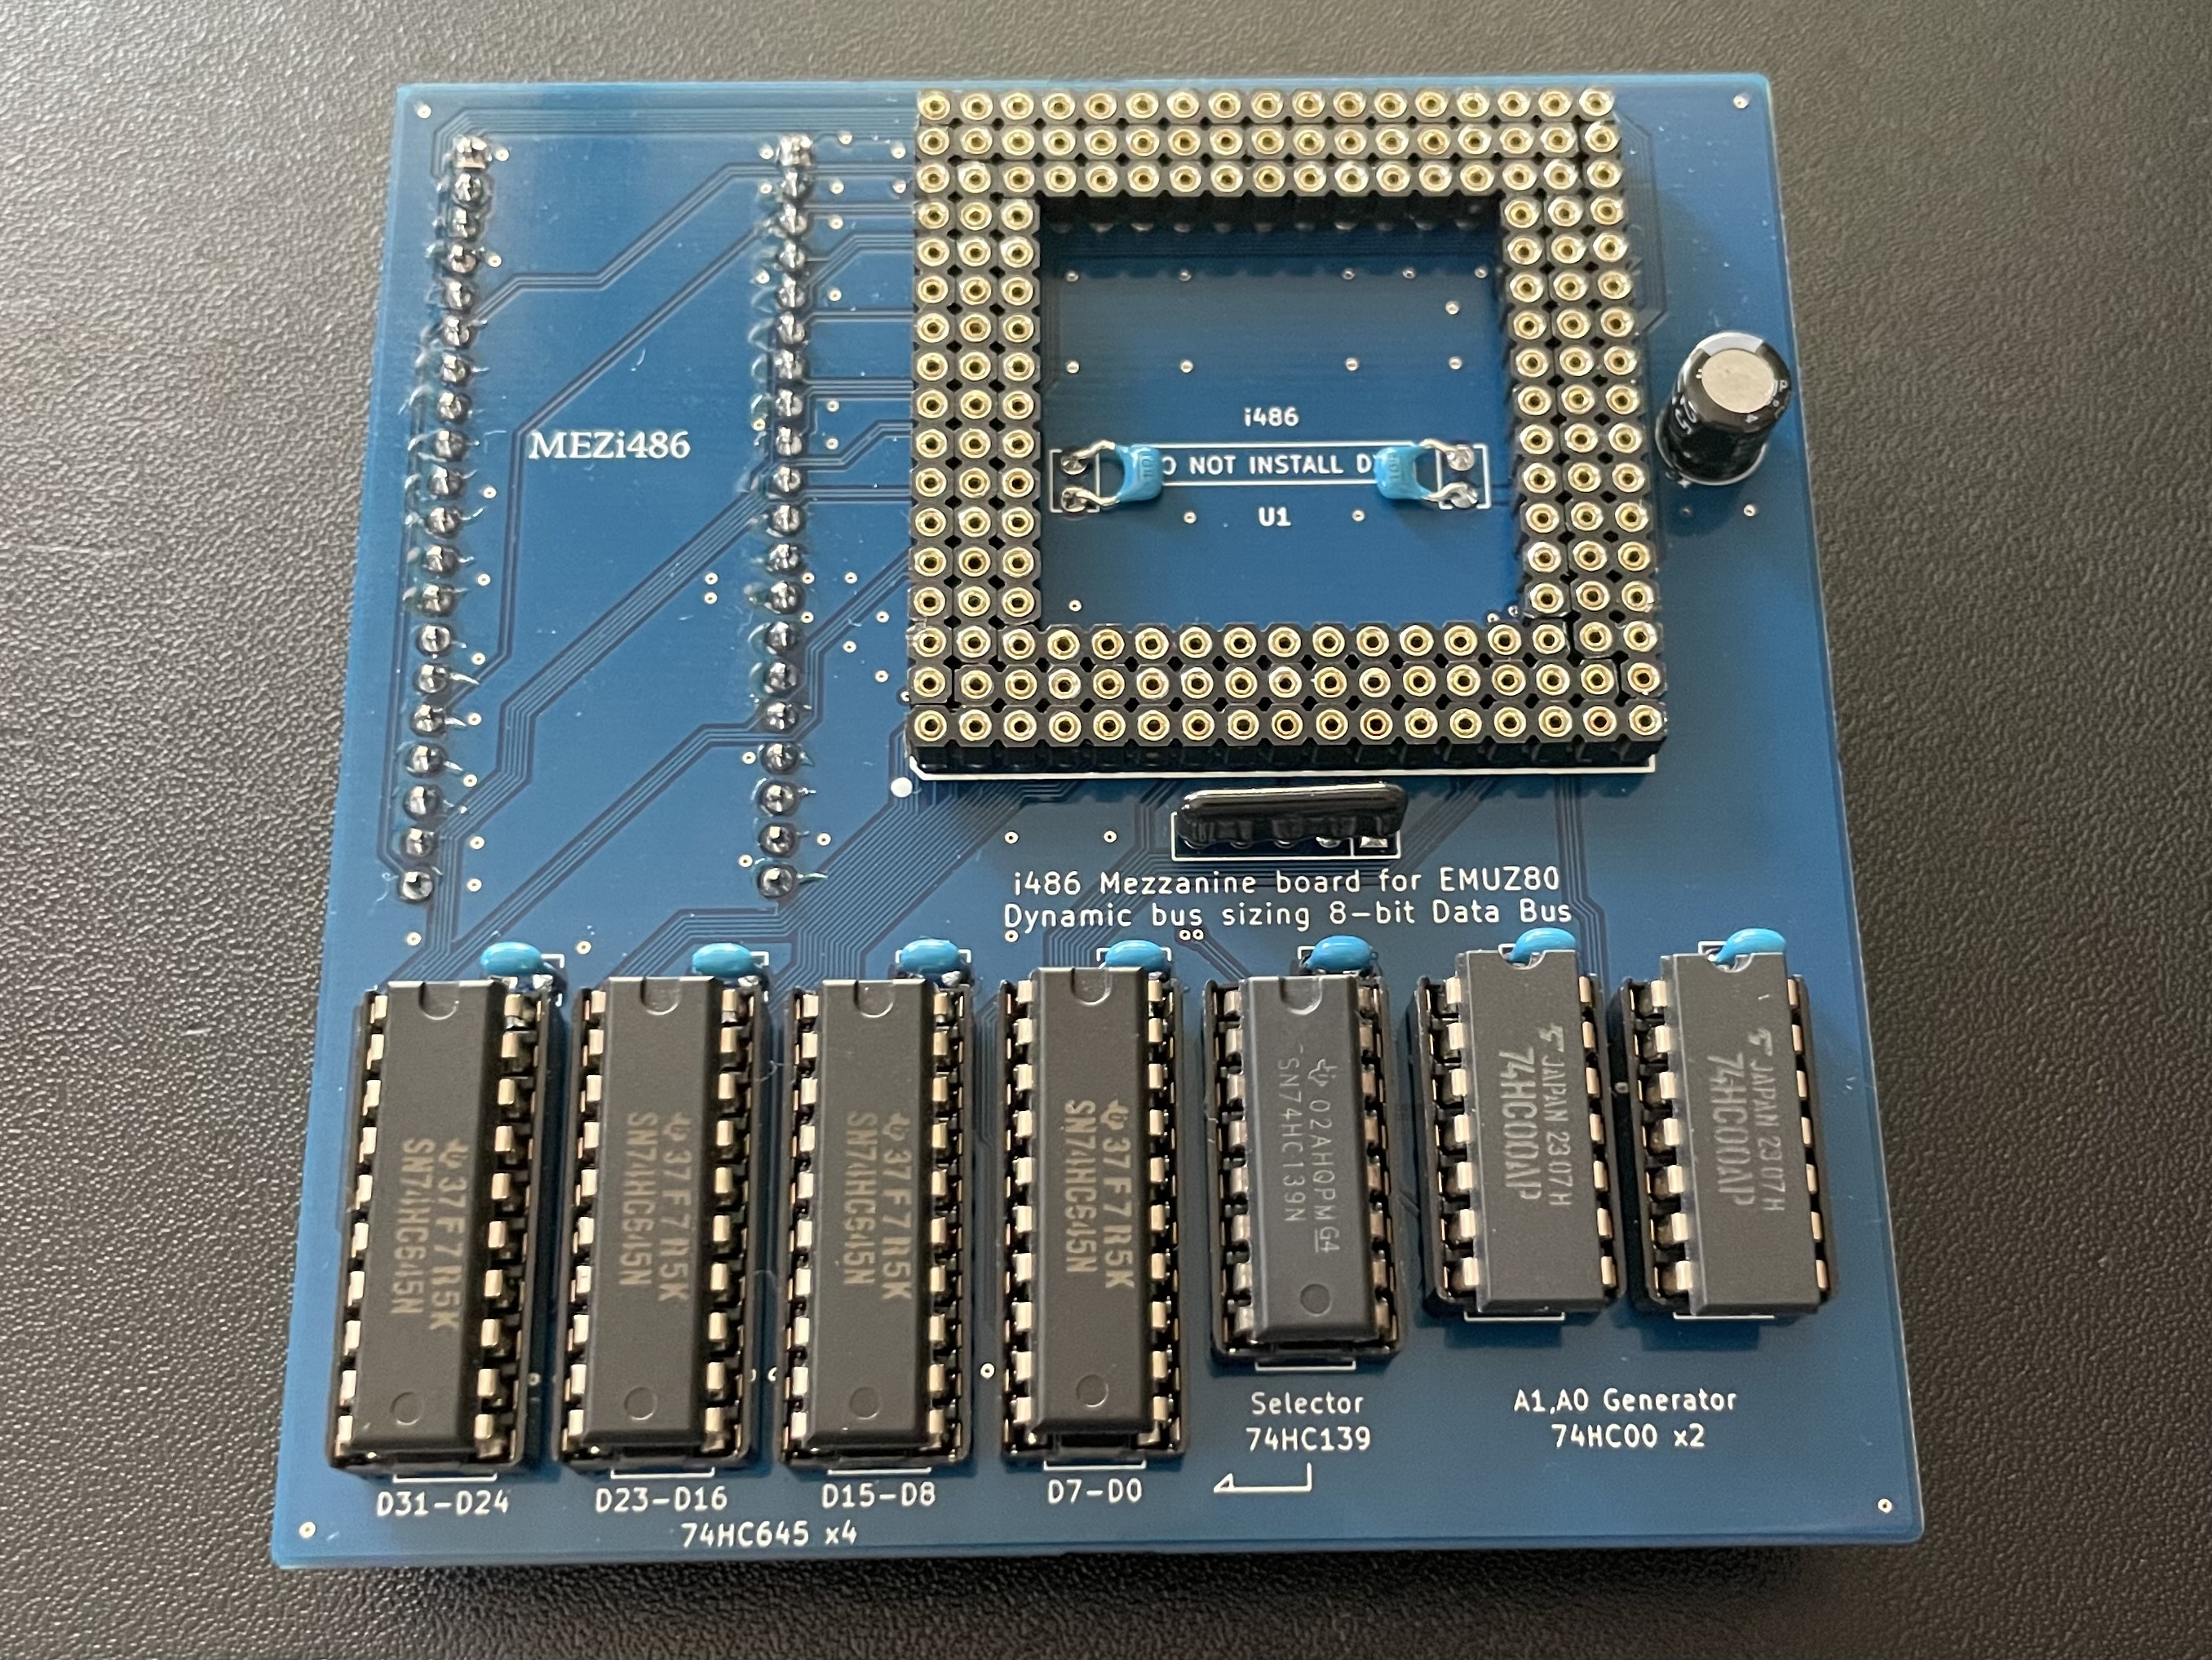 i486
MEZi486
O NOT INSTALL D
U1
i486 Mezzanine board for EMUZ80
Dynamic bus sizing 8-bit Data Bus
37F7R5K
SN74HC645N
37F7R5K
SN74HC645N
37F7R5K
SN74HC645N
37F7R5K
SN74HC645N
02AHQPMG4
SN74HC139N
JAPAN 2307H
74HC00AP
JAPAN 2307H
74HC00AP
Selector
74HC139
A1,A0 Generator
74HC00 x2
D31-D24
D23-D16
D15-D8
D7-D0
74HC645 x4